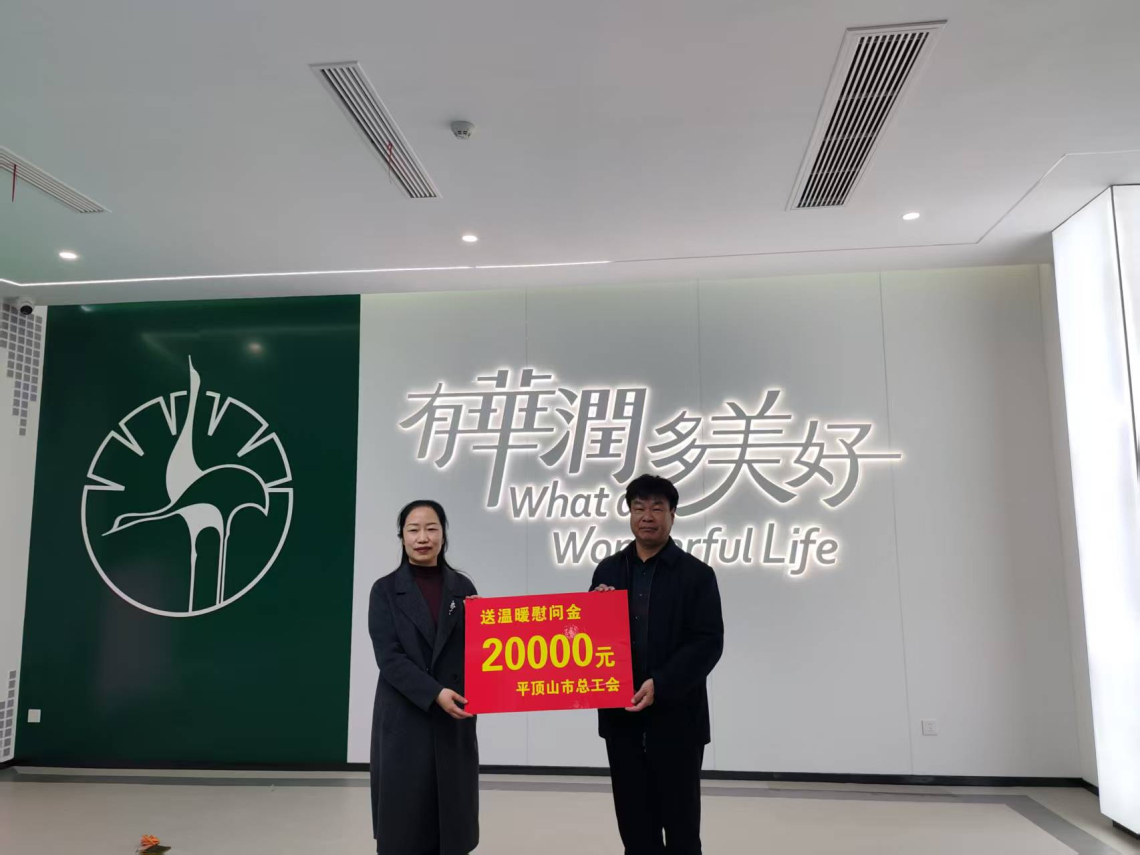 有華潤多美好
What a
Wonderful Life
送温暖慰问金
20000元
平顶山市总工会